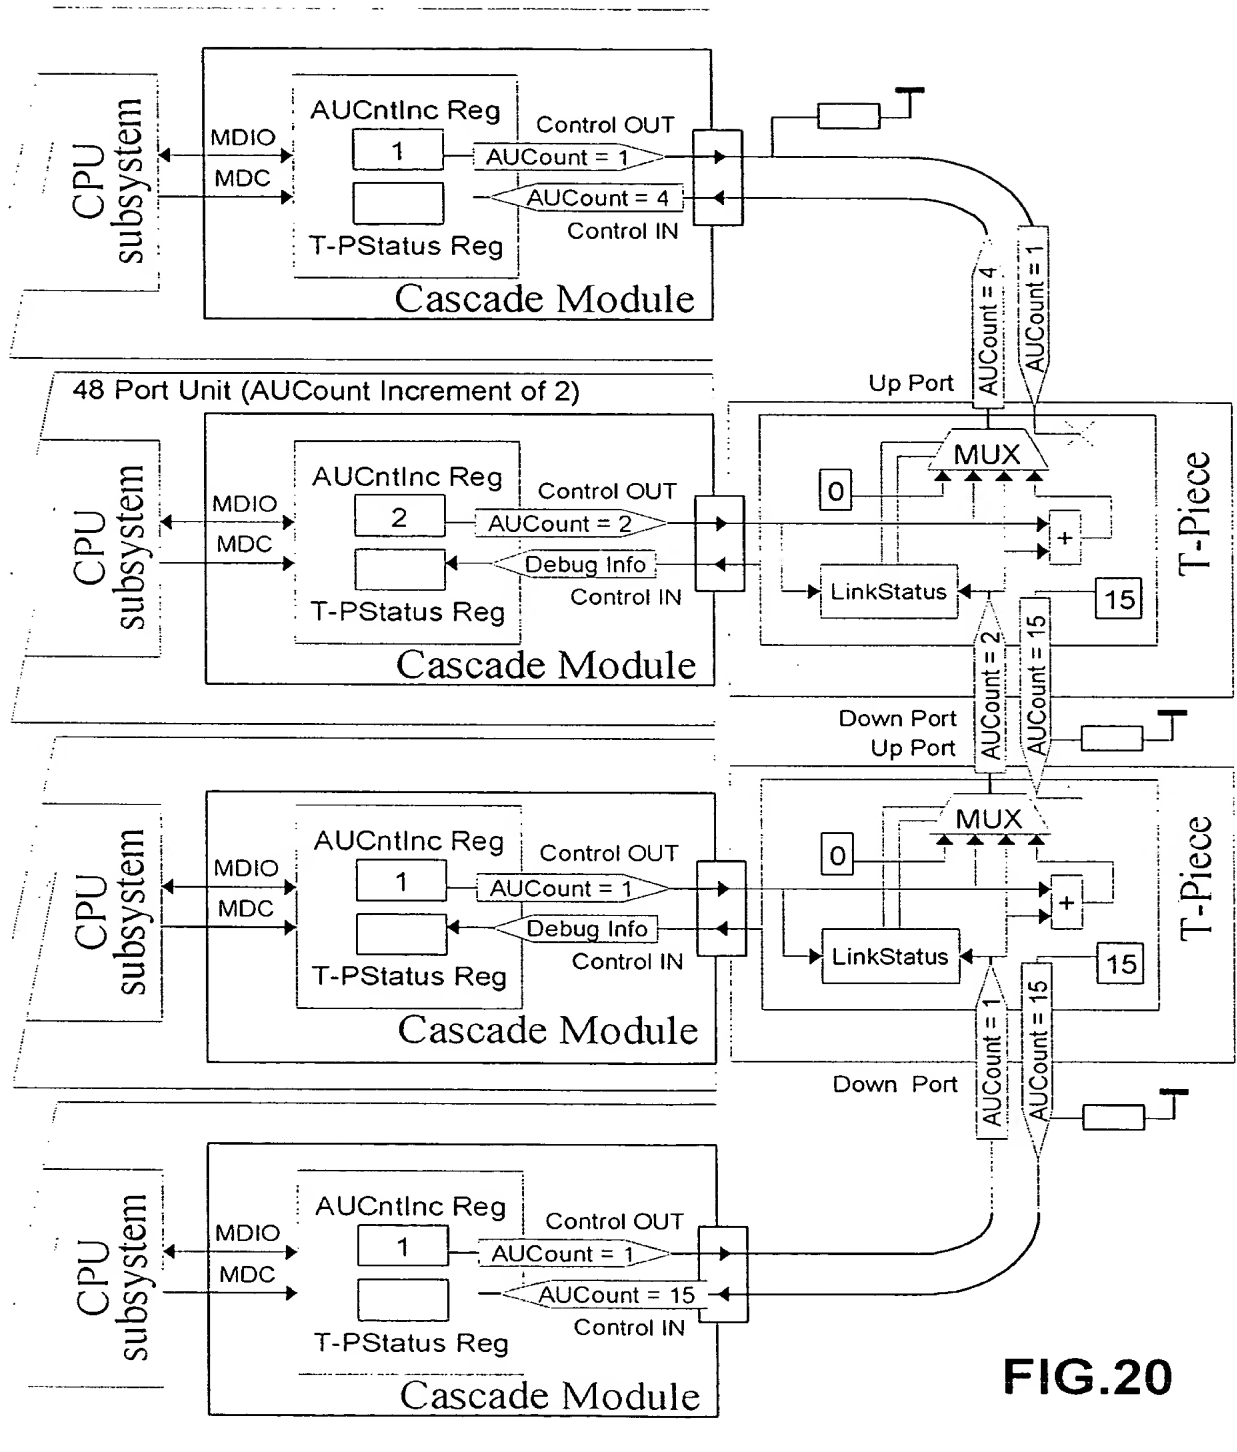 CPU
subsystem
MDIO
MDC
AUCntInc Reg
1
T-PStatus Reg
Control OUT
AUCount = 1
AUCount = 4
Control IN
Cascade Module
AUCount = 4
AUCount = 1
Up Port
48 Port Unit (AUCount Increment of 2)
CPU
subsystem
MDIO
MDC
AUCntInc Reg
2
T-PStatus Reg
Control OUT
AUCount = 2
Debug Info
Control IN
Cascade Module
MUX
0
+
LinkStatus
15
T-Piece
AUCount = 2
AUCount = 15
Down Port
Up Port
CPU
subsystem
MDIO
MDC
AUCntInc Reg
1
T-PStatus Reg
Control OUT
AUCount = 1
Debug Info
Control IN
Cascade Module
MUX
0
+
LinkStatus
15
T-Piece
AUCount = 1
AUCount = 15
Down Port
CPU
subsystem
MDIO
MDC
AUCntInc Reg
1
T-PStatus Reg
Control OUT
AUCount = 1
AUCount = 15
Control IN
Cascade Module
FIG.20